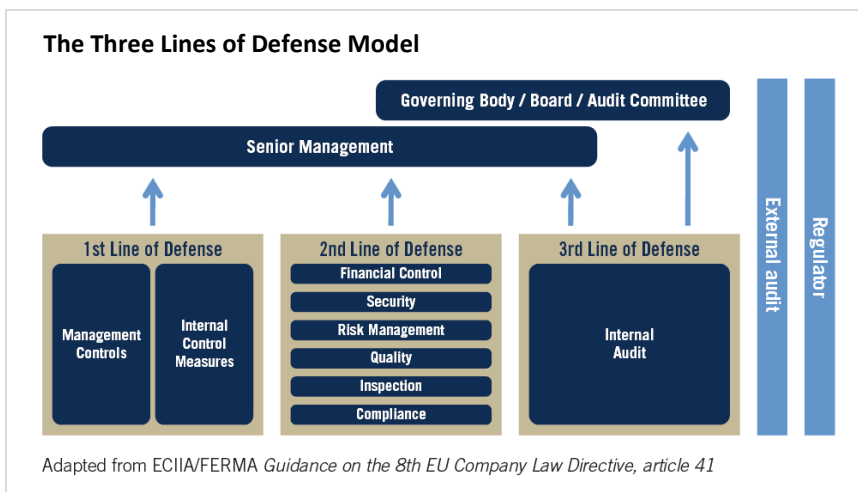 The Three Lines of Defense Model
Governing Body / Board / Audit Committee
Senior Management
1st Line of Defense
Management
Controls
Internal
Control
Measures
2nd Line of Defense
Financial Control
Security
Risk Management
Quality
Inspection
Compliance
3rd Line of Defense
Internal
Audit
External audit
Regulator
Adapted from ECIIA/FERMA Guidance on the 8th EU Company Law Directive, article 41